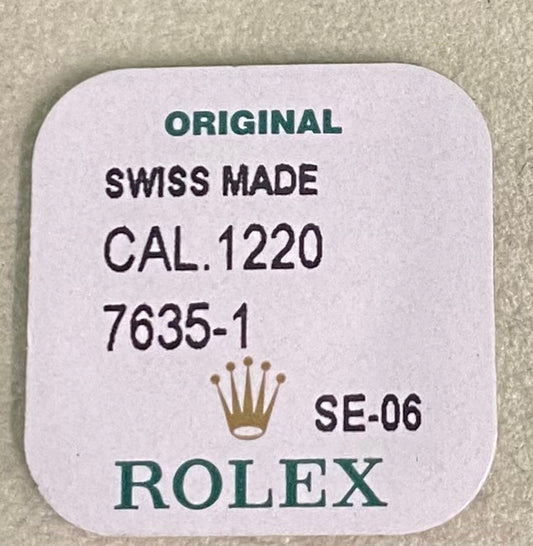 ORIGINAL
SWISS MADE
CAL.1220
7635-1
SE-06
ROLEX